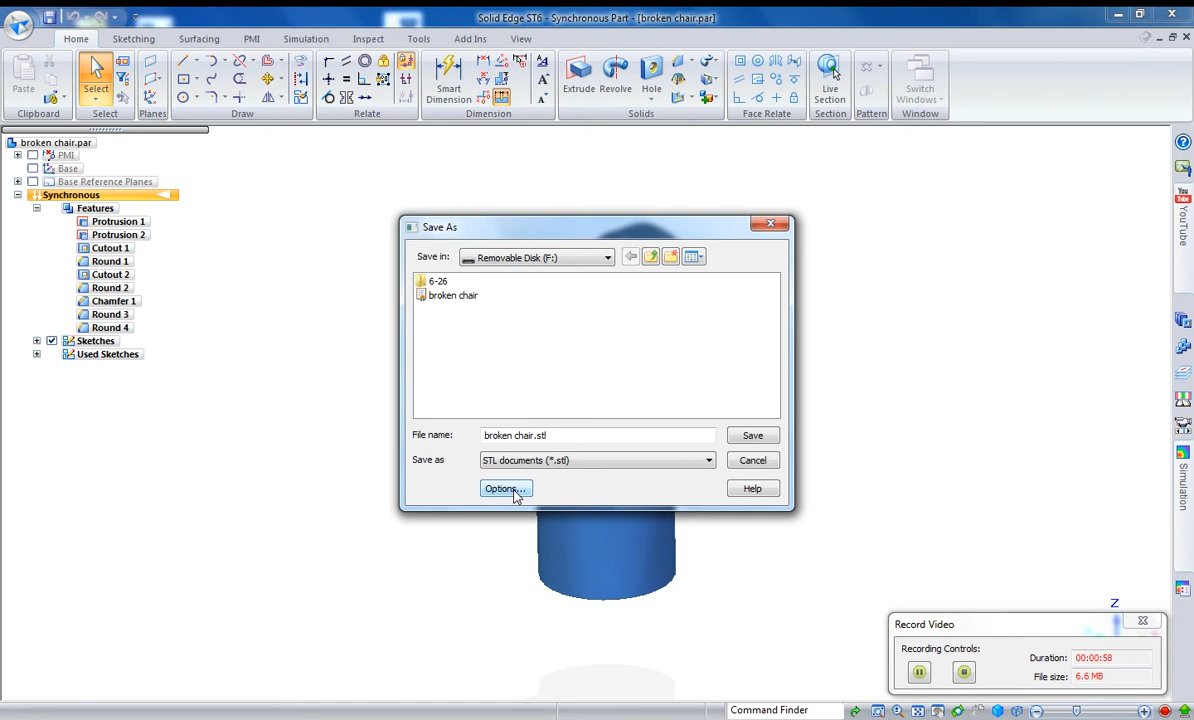 Solid Edge ST6 - Synchronous Part - [broken chair.par]
Home Sketching Surfacing PMI Simulation Inspect Tools Add Ins View
Paste
Select
Smart
Dimension
Extrude Revolve Hole
Live
Section
Switch
Windows
Clipboard Select Planes Draw Relate Dimension Solids Face Relate Section Pattern Window
broken chair.par
PMI
Base
Base Reference Planes
Synchronous
Features
Protrusion 1
Protrusion 2
Cutout 1
Round 1
Cutout 2
Round 2
Chamfer 1
Round 3
Round 4
Sketches
Used Sketches
Save As
Save in: Removable Disk (F:)
6-26
broken chair
File name: broken chair.stl Save
Save as STL documents (*.stl) Cancel
Options... Help
You
Tube
YouTube
Simulation
Z
Record Video
Recording Controls:
Duration: 00:00:58
File size: 6.6 MB
Command Finder